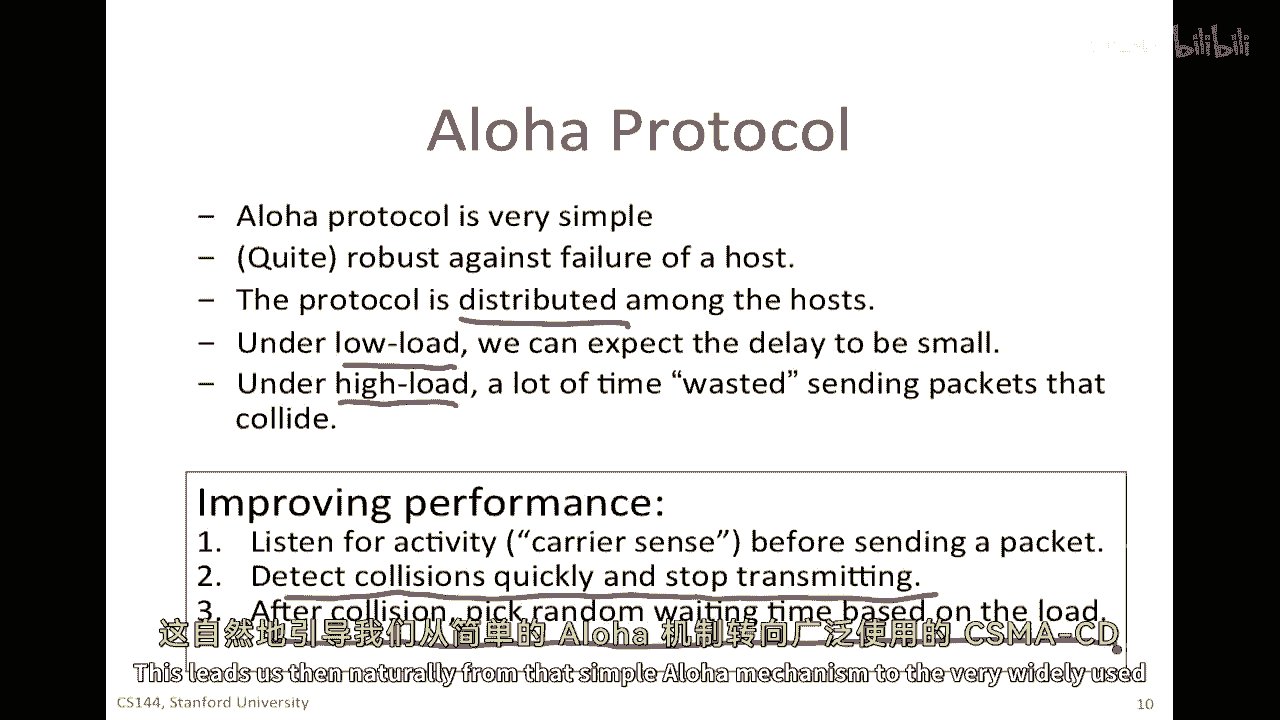 bilibili
Aloha Protocol
– Aloha protocol is very simple
– (Quite) robust against failure of a host.
– The protocol is distributed among the hosts.
– Under low-load, we can expect the delay to be small.
– Under high-load, a lot of time “wasted” sending packets that
collide.
Improving performance:
1. Listen for activity (“carrier sense”) before sending a packet.
2. Detect collisions quickly and stop transmitting.
3. After collision, pick random waiting time based on the load.
这自然地引导我们从简单的 Aloha 机制转向广泛使用的 CSMA-CD
This leads us then naturally from that simple Aloha mechanism to the very widely used
CS144, Stanford University
10